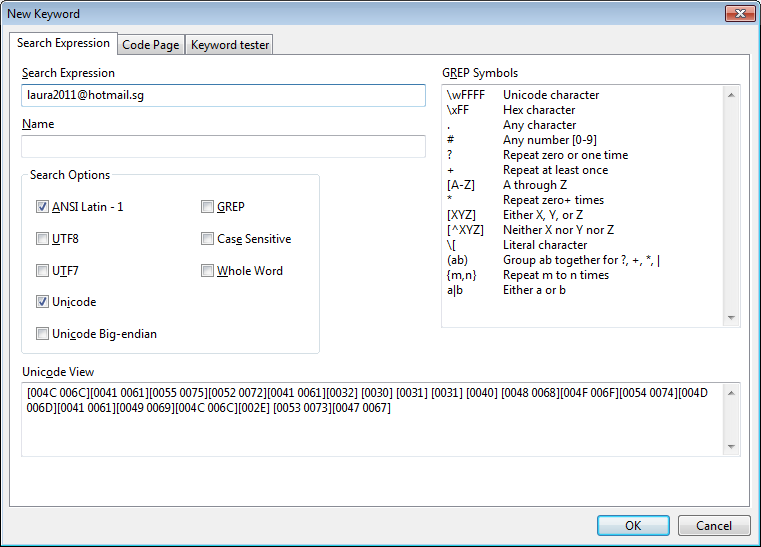 New Keyword
Search Expression Code Page Keyword tester
Search Expression
laura2011@hotmail.sg
Name
Search Options
ANSI Latin - 1
GREP
UTF8
Case Sensitive
UTF7
Whole Word
Unicode
Unicode Big-endian
GREP Symbols
\wFFFF Unicode character
\xFF Hex character
. Any character
# Any number [0-9]
? Repeat zero or one time
+ Repeat at least once
[A-Z] A through Z
* Repeat zero+ times
[XYZ] Either X, Y, or Z
[^XYZ] Neither X nor Y nor Z
\[ Literal character
(ab) Group ab together for ?, +, *, |
{m,n} Repeat m to n times
a|b Either a or b
Unicode View
[004C 006C][0041 0061][0055 0075][0052 0072][0041 0061][0032] [0030] [0031] [0031] [0040] [0048 0068][004F 006F][0054 0074][004D
006D][0041 0061][0049 0069][004C 006C][002E] [0053 0073][0047 0067]
OK Cancel